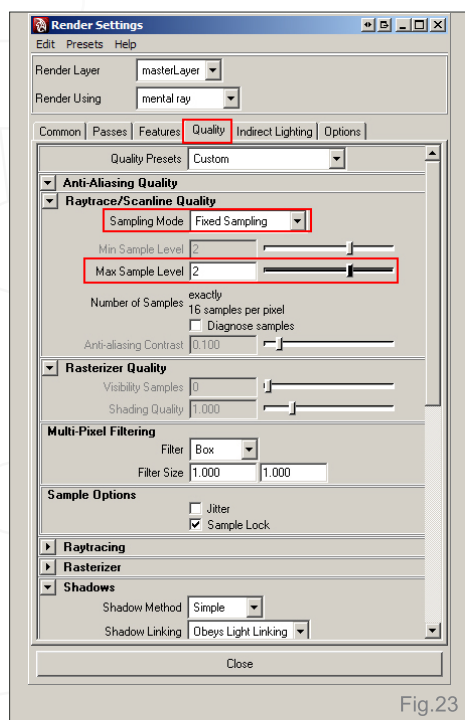 Render Settings
Edit Presets Help
Render Layer masterLayer
Render Using mental ray
Common Passes Features Quality Indirect Lighting Options
Quality Presets Custom
Anti-Aliasing Quality
Raytrace/Scanline Quality
Sampling Mode Fixed Sampling
Min Sample Level 2
Max Sample Level 2
Number of Samples exactly
16 samples per pixel
Diagnose samples
Anti-aliasing Contrast 0.100
Rasterizer Quality
Visibility Samples 0
Shading Quality 1.000
Multi-Pixel Filtering
Filter Box
Filter Size 1.000 1.000
Sample Options
Jitter
Sample Lock
Raytracing
Rasterizer
Shadows
Shadow Method Simple
Shadow Linking Obeys Light Linking
Close
Fig.23